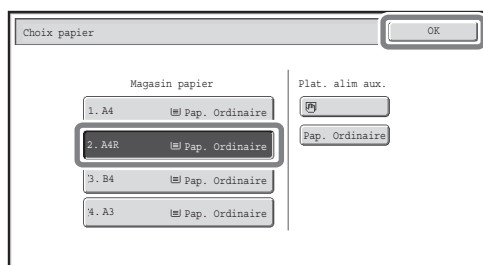 Choix papier
OK
Magasin papier
1. A4 Pap. Ordinaire
2. A4R Pap. Ordinaire
3. B4 Pap. Ordinaire
4. A3 Pap. Ordinaire
Plat. alim aux.
Pap. Ordinaire